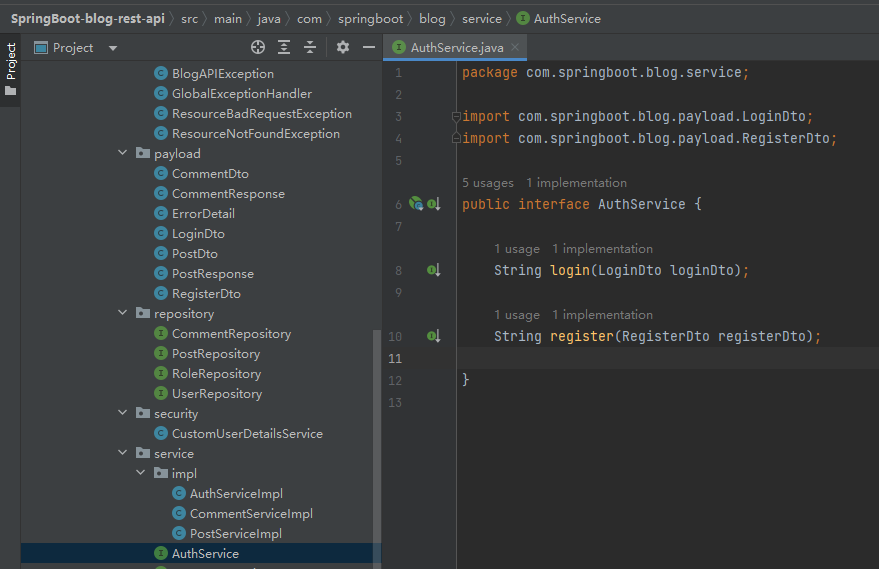 SpringBoot-blog-rest-api › src › main › java › com › springboot › blog › service › AuthService
Project
Project
AuthService.java
BlogAPIException
GlobalExceptionHandler
ResourceBadRequestException
ResourceNotFoundException
payload
CommentDto
CommentResponse
ErrorDetail
LoginDto
PostDto
PostResponse
RegisterDto
repository
CommentRepository
PostRepository
RoleRepository
UserRepository
security
CustomUserDetailsService
service
impl
AuthServiceImpl
CommentServiceImpl
PostServiceImpl
AuthService
1 package com.springboot.blog.service;
2
3 import com.springboot.blog.payload.LoginDto;
4 import com.springboot.blog.payload.RegisterDto;
5
5 usages 1 implementation
6 public interface AuthService {
7
1 usage 1 implementation
8 String login(LoginDto loginDto);
9
1 usage 1 implementation
10 String register(RegisterDto registerDto);
11
12 }
13